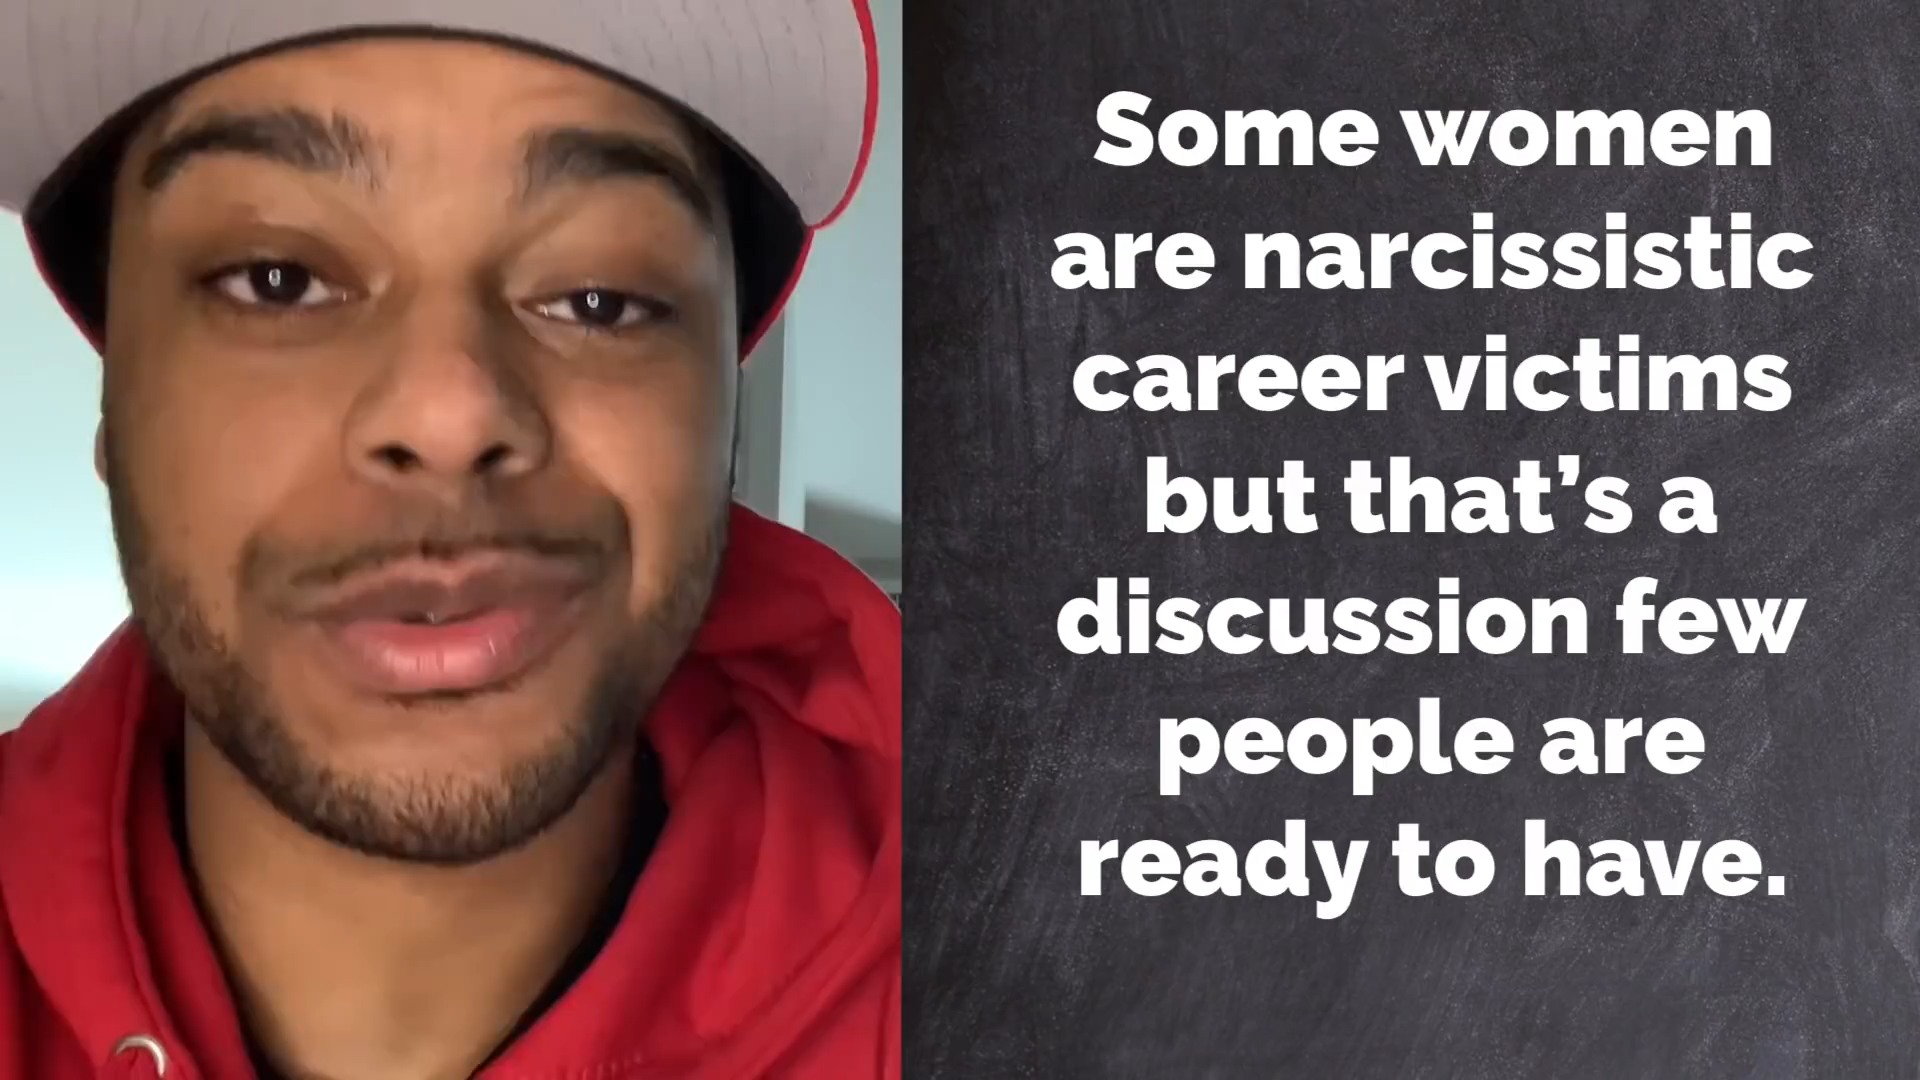 Some women
are narcissistic
career victims
but that’s a
discussion few
people are
ready to have.